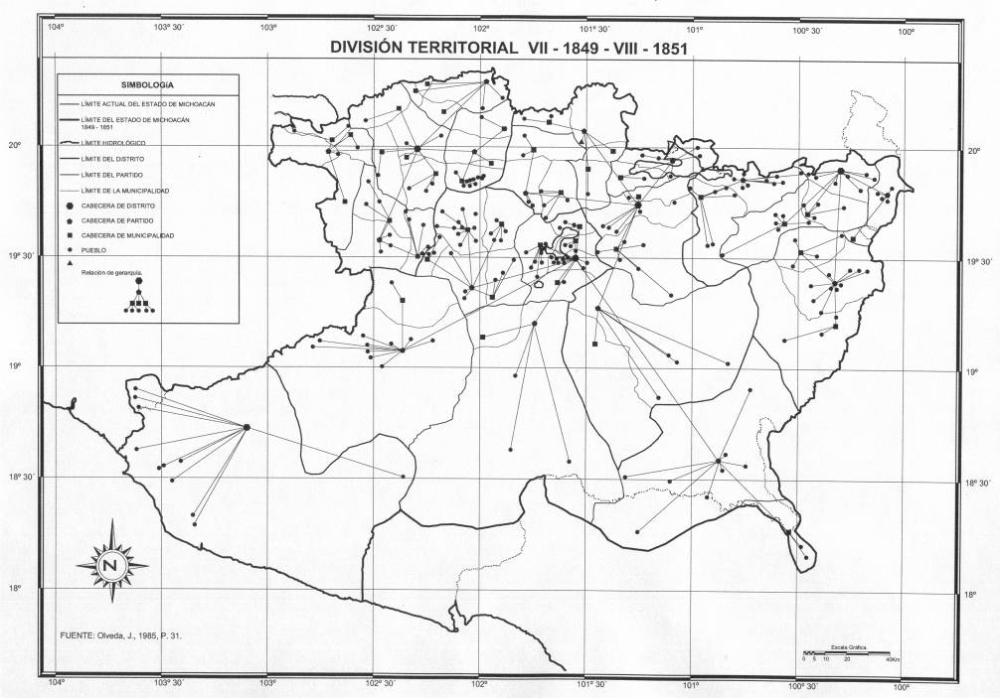 104º 103º 30' 103º 102º 30' 102º 101º 30' 101º 100º 30' 100º
DIVISIÓN TERRITORIAL VII - 1849 - VIII - 1851
SIMBOLOGíA
LÍMITE ACTUAL DEL ESTADO DE MICHOACÁN
LÍMITE DEL ESTADO DE MICHOACÁN
1849 - 1851
LÍMITE HIDROLÓGICO
LÍMITE DEL DISTRITO
LÍMITE DEL PARTIDO
LÍMITE DE LA MUNICIPALIDAD
CABECERA DE DISTRITO
CABECERA DE PARTIDO
CABECERA DE MUNICIPALIDAD
PUEBLO
Relación de gerarquía.
20º 20º
19º 30' 19º 30'
19º 19º
18º 30' 18º 30'
N
18º 18º
FUENTE: Olveda, J., 1985, P. 31.
Escala Gráfica
0 5 10 20 40Km
104º 103º 30' 103º 102º 30' 102º 101º 30' 101º 100º 30' 100º